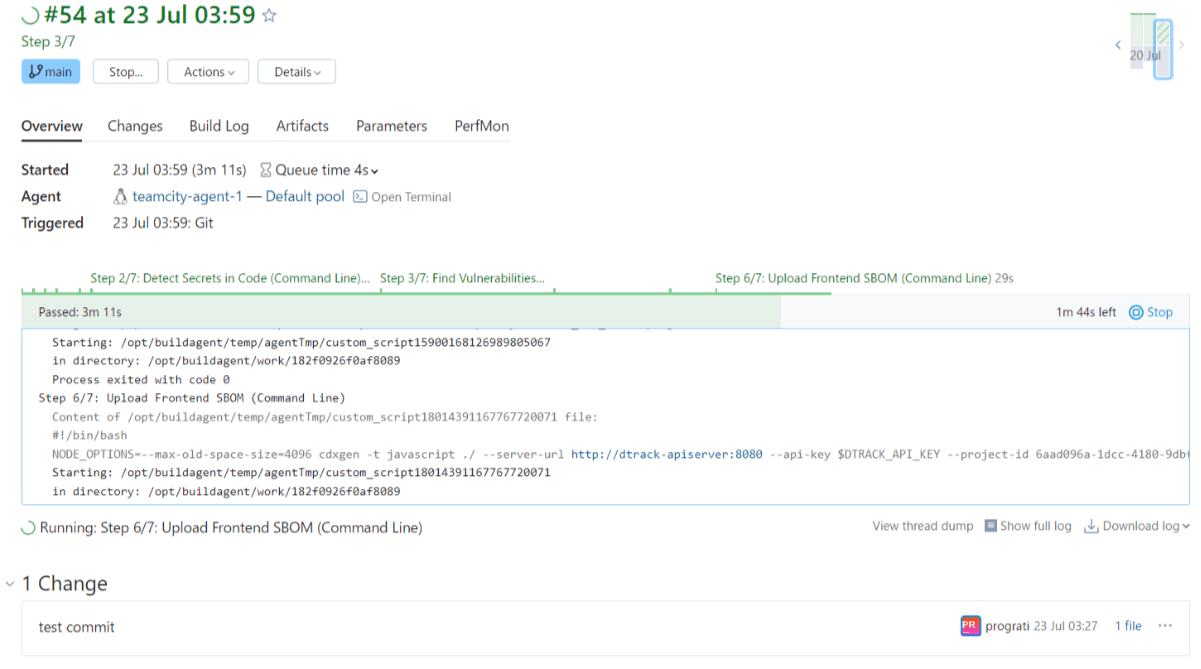 #54 at 23 Jul 03:59
Step 3/7
20 Jul
main Stop... Actions Details
Overview Changes Build Log Artifacts Parameters PerfMon
Started 23 Jul 03:59 (3m 11s) Queue time 4s
Agent teamcity-agent-1 — Default pool Open Terminal
Triggered 23 Jul 03:59: Git
Step 2/7: Detect Secrets in Code (Command Line)... Step 3/7: Find Vulnerabilities... Step 6/7: Upload Frontend SBOM (Command Line) 29s
Passed: 3m 11s 1m 44s left Stop
Starting: /opt/buildagent/temp/agentTmp/custom_script15900168126989805067
in directory: /opt/buildagent/work/182f0926f0af8089
Process exited with code 0
Step 6/7: Upload Frontend SBOM (Command Line)
Content of /opt/buildagent/temp/agentTmp/custom_script18014391167767720071 file:
#!/bin/bash
NODE_OPTIONS=--max-old-space-size=4096 cdxgen -t javascript ./ --server-url http://dtrack-apiserver:8080 --api-key $DTRACK_API_KEY --project-id 6aad096a-1dcc-4180-9db
Starting: /opt/buildagent/temp/agentTmp/custom_script18014391167767720071
in directory: /opt/buildagent/work/182f0926f0af8089
Running: Step 6/7: Upload Frontend SBOM (Command Line) View thread dump Show full log Download log
1 Change
test commit PR prograti 23 Jul 03:27 1 file ...